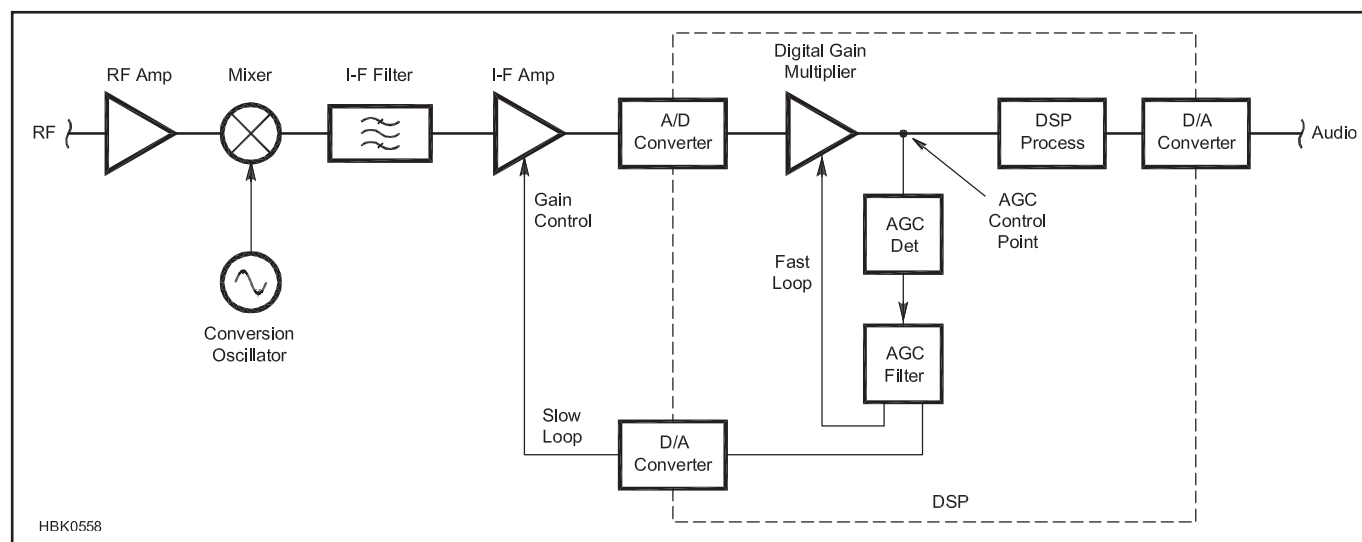 RF
RF Amp
Mixer
Conversion
Oscillator
I-F Filter
I-F Amp
Gain
Control
A/D
Converter
Digital Gain
Multiplier
AGC
Control
Point
DSP
Process
D/A
Converter
Audio
AGC
Det
Fast
Loop
AGC
Filter
Slow
Loop
D/A
Converter
DSP
HBK0558